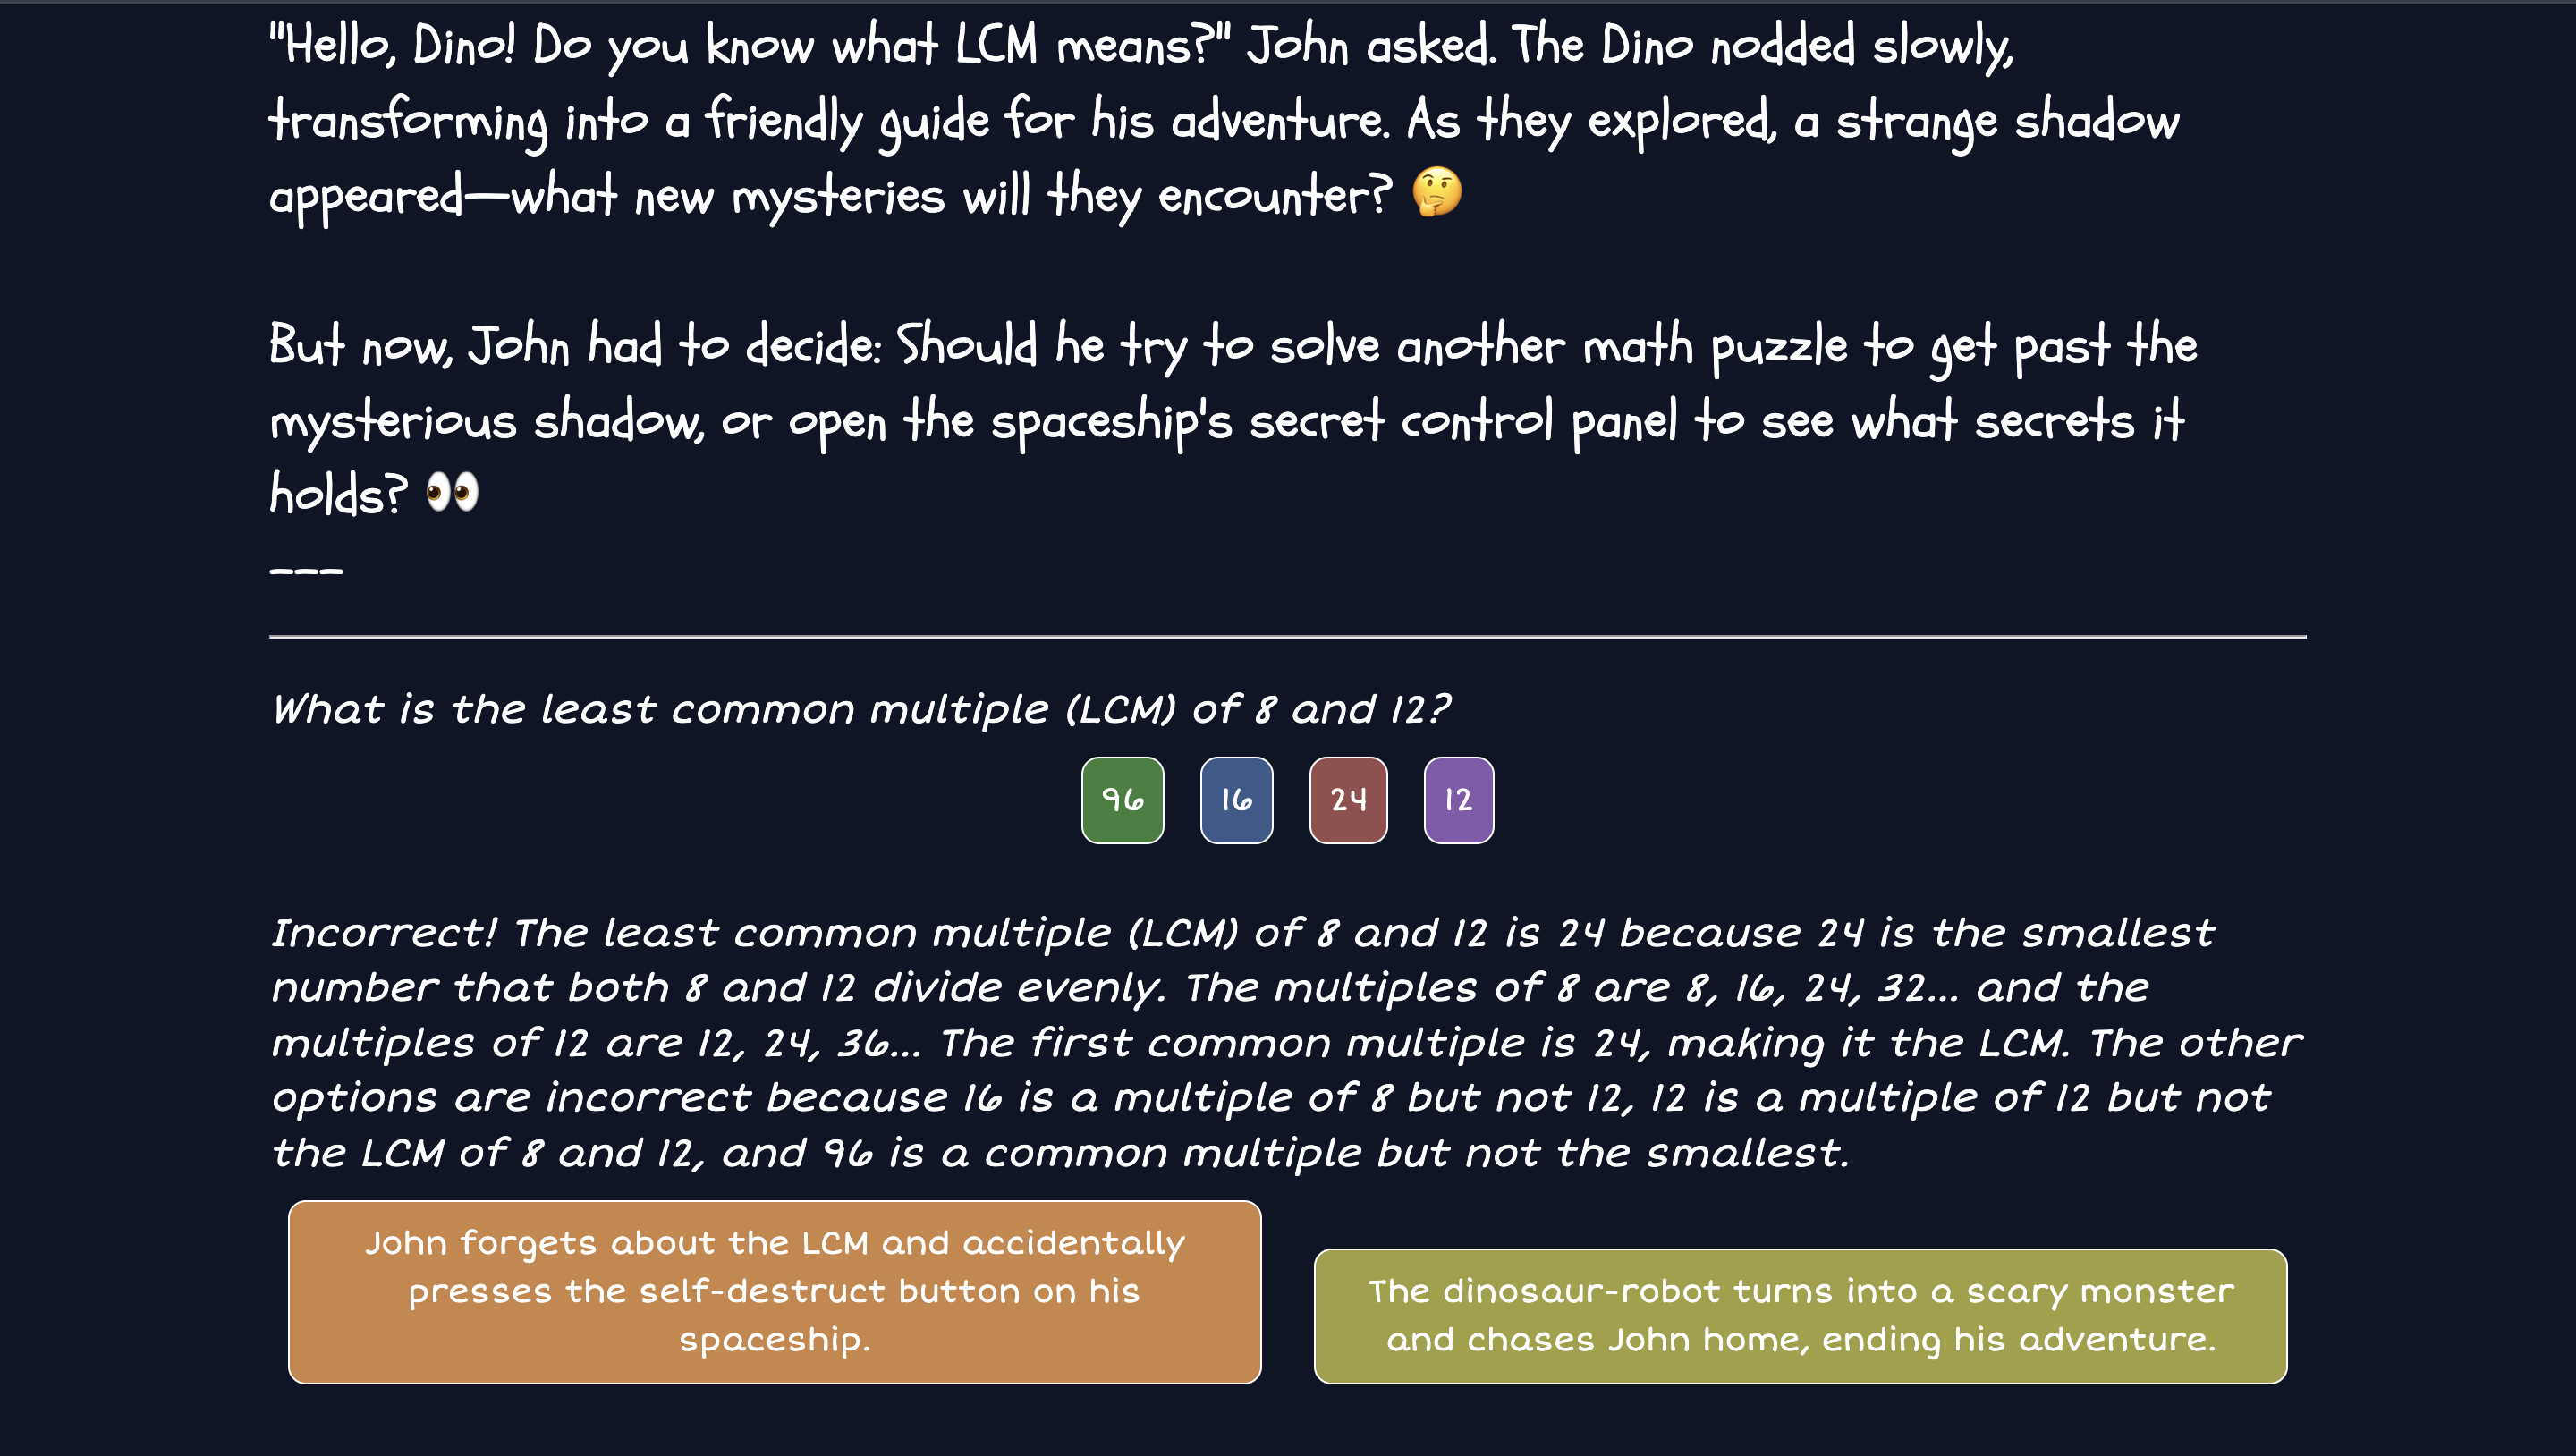 "Hello, Dino! Do you know what LCM means?" John asked. The Dino nodded slowly,
transforming into a friendly guide for his adventure. As they explored, a strange shadow
appeared—what new mysteries will they encounter? 🤔
But now, John had to decide: Should he try to solve another math puzzle to get past the
mysterious shadow, or open the spaceship's secret control panel to see what secrets it
holds? 👀
---
What is the least common multiple (LCM) of 8 and 12?
96 16 24 12
Incorrect! The least common multiple (LCM) of 8 and 12 is 24 because 24 is the smallest
number that both 8 and 12 divide evenly. The multiples of 8 are 8, 16, 24, 32... and the
multiples of 12 are 12, 24, 36... The first common multiple is 24, making it the LCM. The other
options are incorrect because 16 is a multiple of 8 but not 12, 12 is a multiple of 12 but not
the LCM of 8 and 12, and 96 is a common multiple but not the smallest.
John forgets about the LCM and accidentally
presses the self-destruct button on his
spaceship.
The dinosaur-robot turns into a scary monster
and chases John home, ending his adventure.